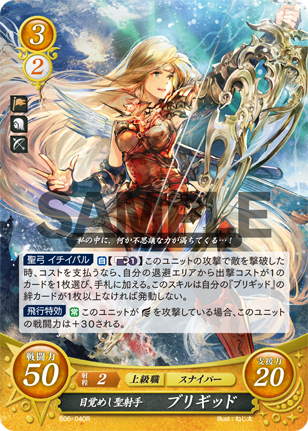 3
2
SAMPLE
私の中に、何か不思議な力が満ちてくる…!
聖弓 イチイバル 自 [1] このユニットの攻撃で敵を撃破した
時、コストを支払うなら、自分の退避エリアから出撃コストが1の
カードを1枚選び、手札に加える。このスキルは自分の『ブリギッド』の
絆カードが1枚以上なければ発動しない。
飛行特効 常 このユニットが を攻撃している場合、このユニット
の戦闘力は+30される。
戦闘力
50
射程 2 上級職 スナイパー
支援力
20
目覚めし聖射手 ブリギッド
B06-040R
Illust:ねじ太